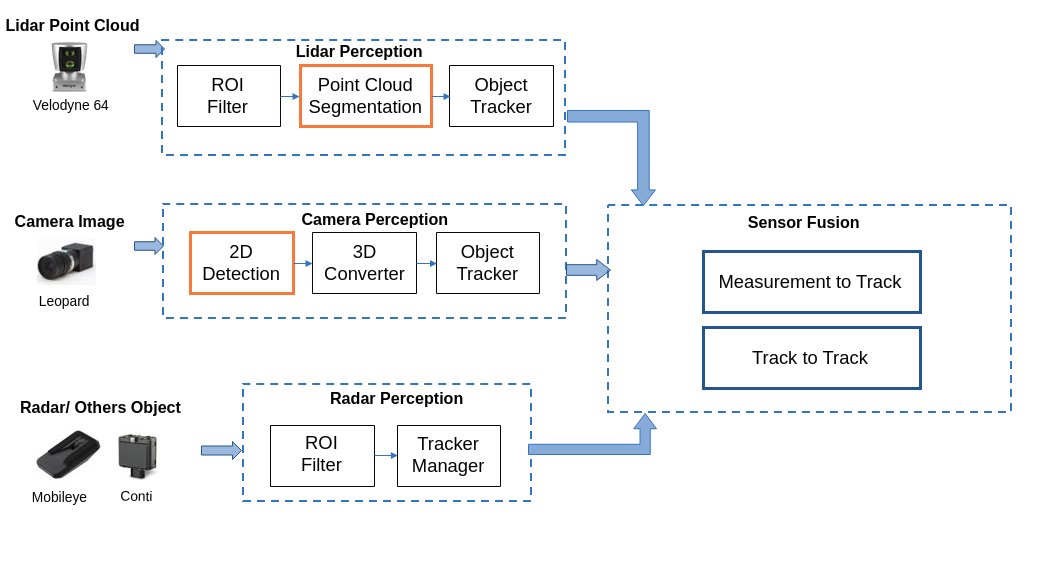 Lidar Point Cloud
Velodyne 64
Lidar Perception
ROI
Filter
Point Cloud
Segmentation
Object
Tracker
Camera Image
Leopard
Camera Perception
2D
Detection
3D
Converter
Object
Tracker
Sensor Fusion
Measurement to Track
Track to Track
Radar/ Others Object
Mobileye
Conti
Radar Perception
ROI
Filter
Tracker
Manager